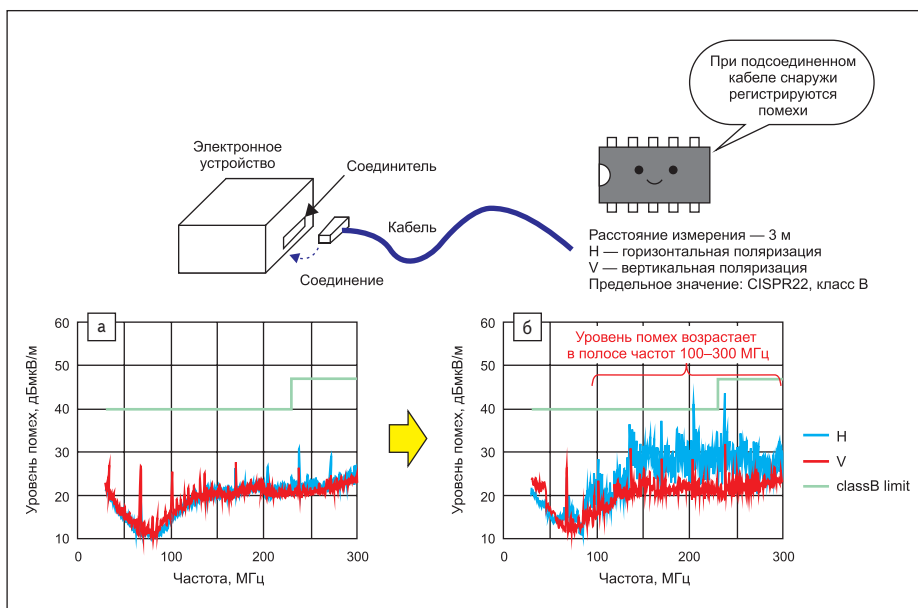 При подсоединенном
кабеле снаружи
регистрируются
помехи
Электронное
устройство
Соединитель
Кабель
Соединение
Расстояние измерения — 3 м
H — горизонтальная поляризация
V — вертикальная поляризация
Предельное значение: CISPR22, класс B
а
Уровень помех, дБмкВ/м
60
50
40
30
20
10
0
100
200
300
Частота, МГц
б
Уровень помех возрастает
в полосе частот 100–300 МГц
Уровень помех, дБмкВ/м
60
50
40
30
20
10
0
100
200
300
Частота, МГц
H
V
classB limit